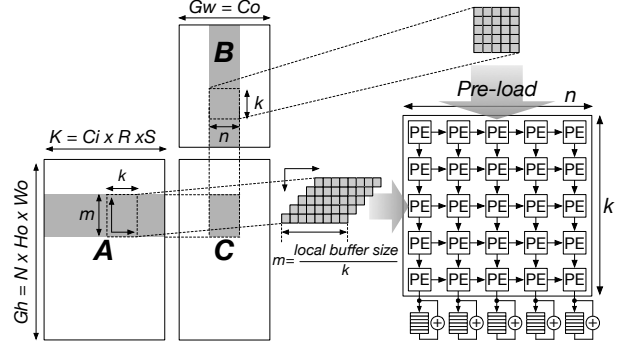 Gw = Co
B
k
n
Pre-load
n
K = Ci x R xS
k
m
A
C
Gh = N x Ho x Wo
m= local buffer size
k
PE PE PE PE PE
PE PE PE PE PE
PE PE PE PE PE
PE PE PE PE PE
PE PE PE PE PE
k
+ + + + +